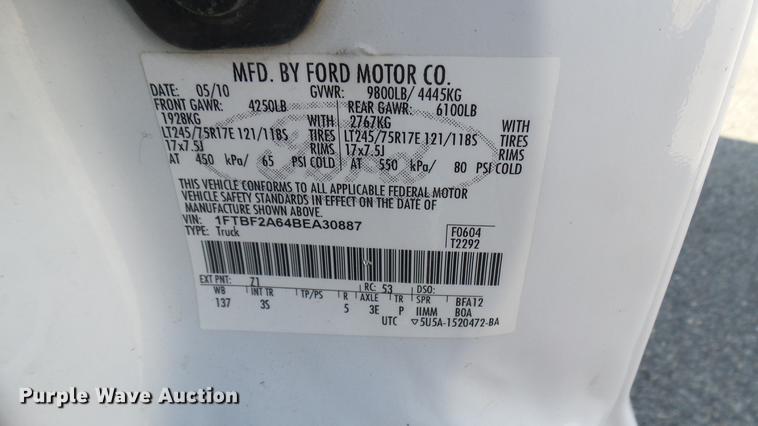 MFD. BY FORD MOTOR CO.
DATE: 05/10 GVWR: 9800LB/ 4445KG
FRONT GAWR: 4250LB REAR GAWR: 6100LB
1928KG WITH 2767KG WITH
LT245/75R17E 121/118S TIRES LT245/75R17E 121/118S TIRES
17x7.5J RIMS 17x7.5J RIMS
AT 450 kPa/ 65 PSI COLD AT 550 kPa/ 80 PSI COLD
Ford
THIS VEHICLE CONFORMS TO ALL APPLICABLE FEDERAL MOTOR
VEHICLE SAFETY STANDARDS IN EFFECT ON THE DATE OF
MANUFACTURE SHOWN ABOVE.
VIN: 1FTBF2A64BEA30887 F0604
TYPE: Truck T2292
EXT PNT: Z1 RC: 53 DSO:
WB INT TR TP/PS R AXLE TR SPR BFA12
137 3S 5 3E P IIMM BOA
UTC ▽5U5A-1520472-BA
Purple Wave Auction